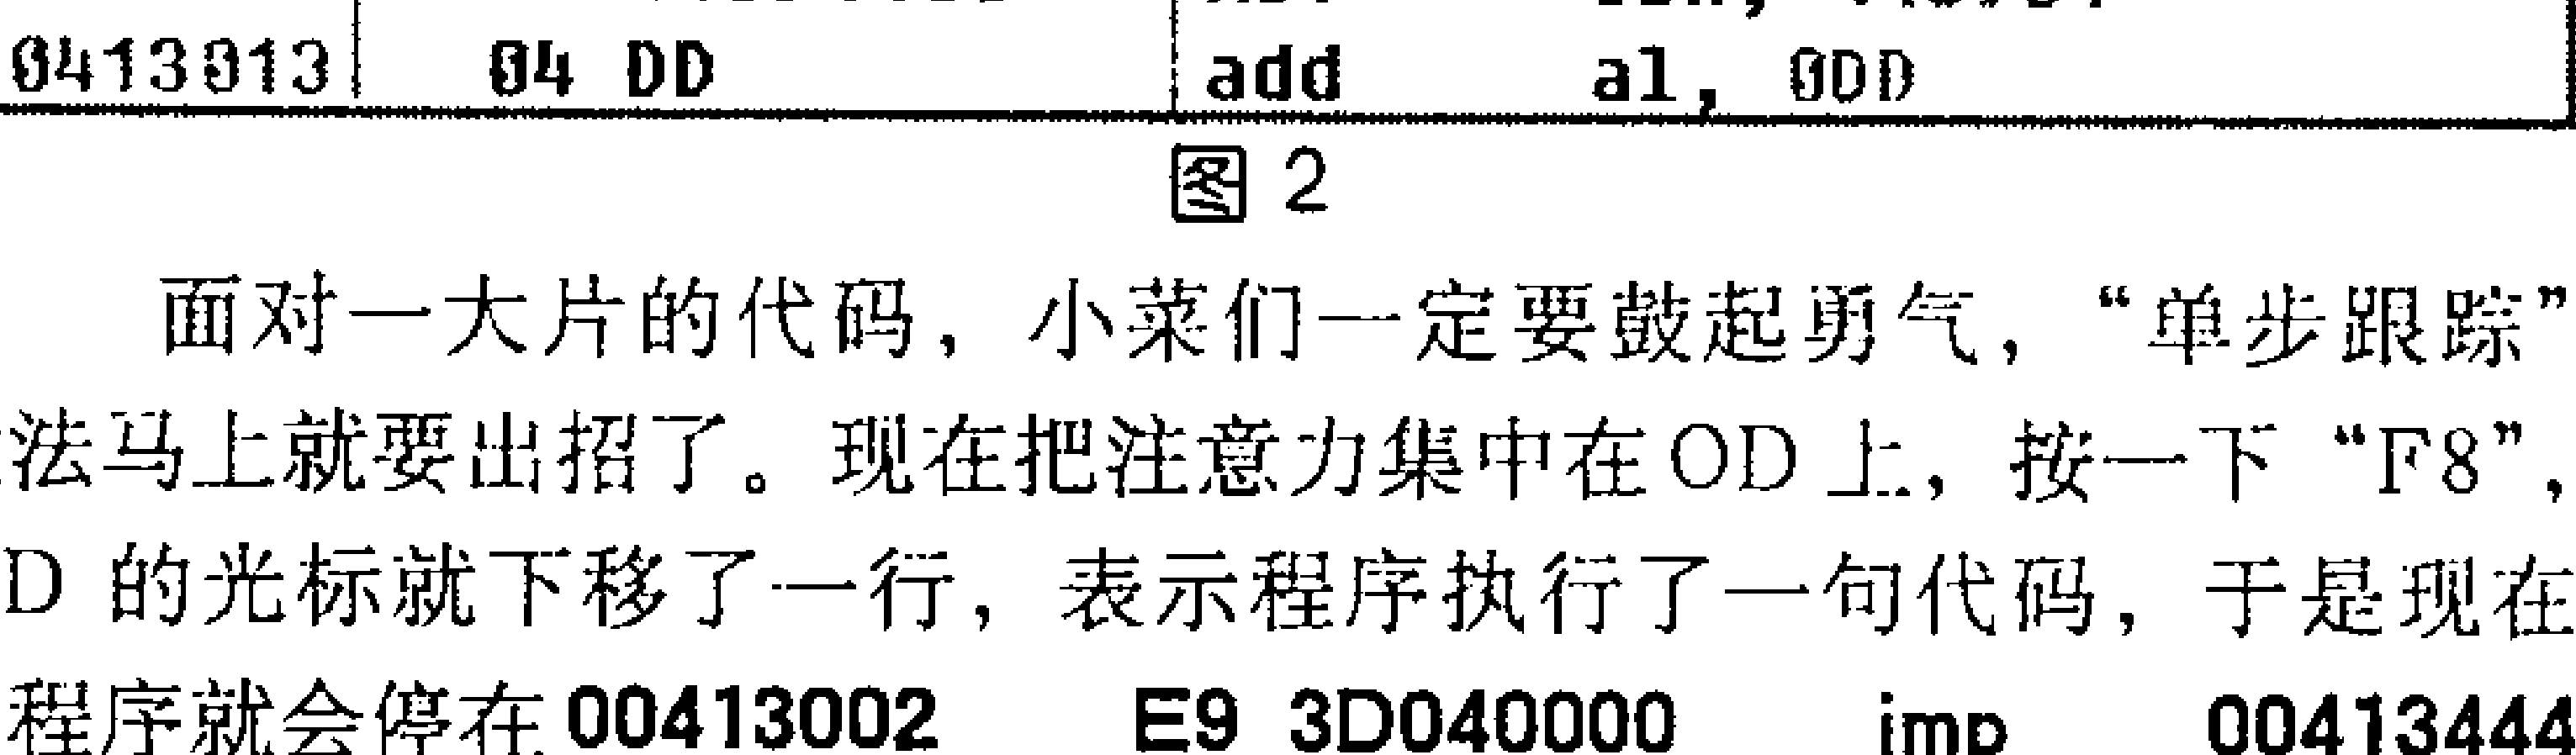 0413013 04 DD add al, 0DD
图 2
面对一大片的代码，小菜们一定要鼓起勇气，“单步跟踪”
法马上就要出招了。现在把注意力集中在OD上，按一下“F8”，
D 的光标就下移了一行，表示程序执行了一句代码，于是现在
程序就会停在 00413002 E9 3D040000 jmp 00413444